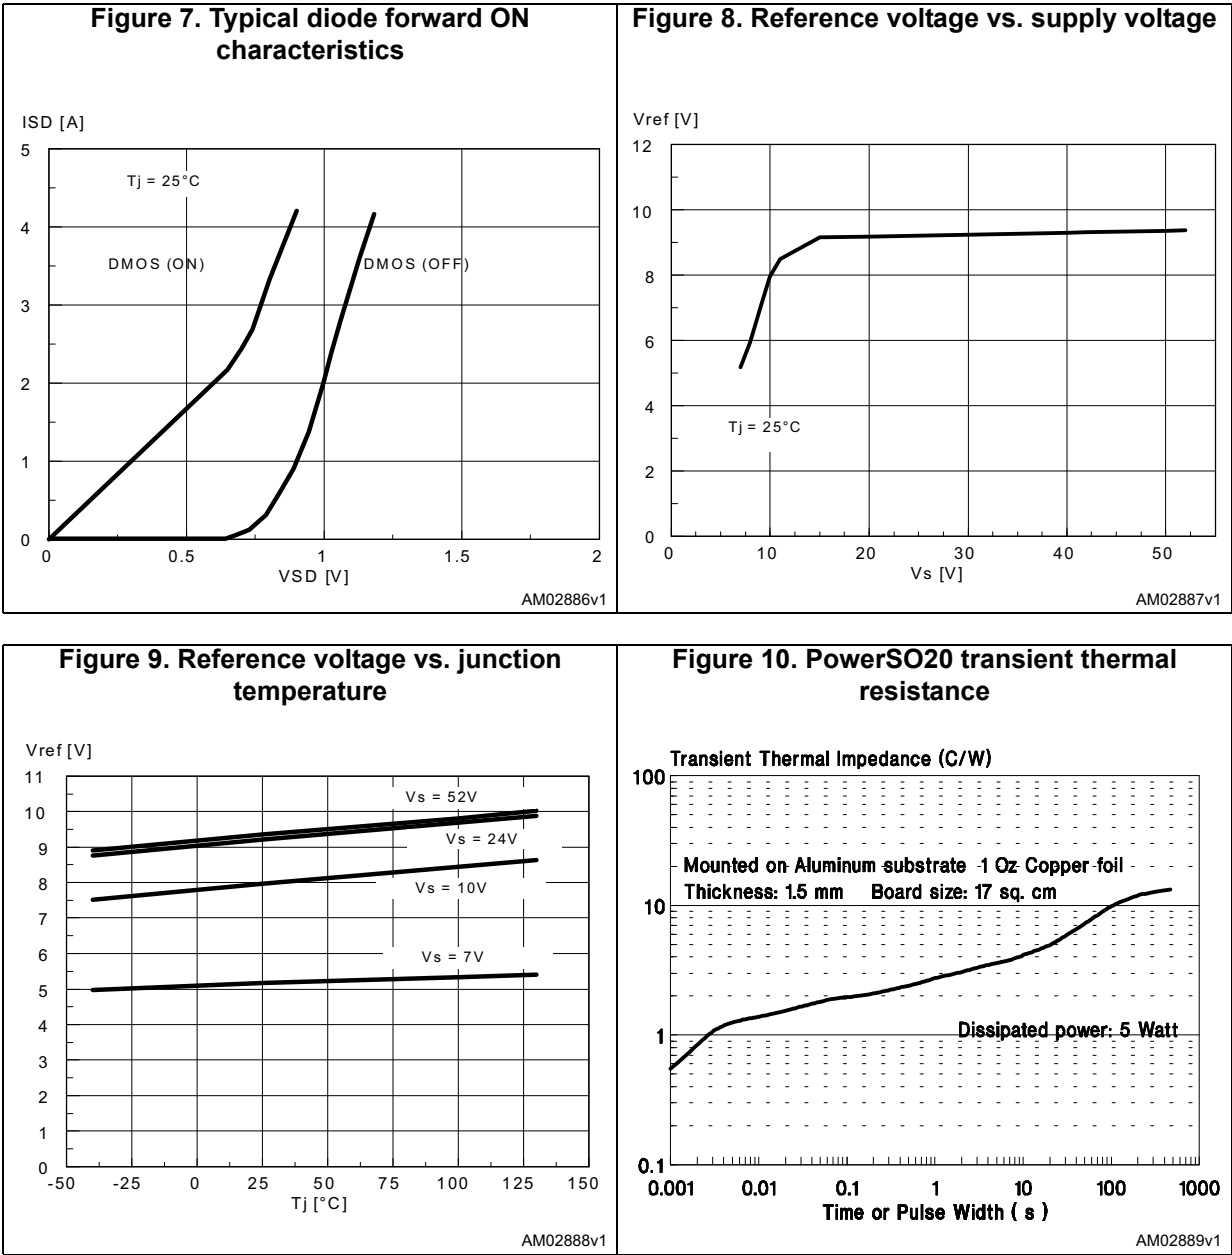 Figure 7. Typical diode forward ON
characteristics
ISD [A]
5
4
3
2
1
0
Tj = 25°C
DMOS (ON)
DMOS (OFF)
0 0.5 1 1.5 2
VSD [V]
AM02886v1
Figure 8. Reference voltage vs. supply voltage
Vref [V]
12
10
8
6
4
2
0
Tj = 25°C
0 10 20 30 40 50
Vs [V]
AM02887v1
Figure 9. Reference voltage vs. junction
temperature
Vref [V]
11
10
9
8
7
6
5
4
3
2
1
0
Vs = 52V
Vs = 24V
Vs = 10V
Vs = 7V
-50 -25 0 25 50 75 100 125 150
Tj [°C]
AM02888v1
Figure 10. PowerSO20 transient thermal
resistance
Transient Thermal Impedance (C/W)
100
Mounted on Aluminum substrate 1 Oz Copper foil
Thickness: 1.5 mm Board size: 17 sq. cm
10
Dissipated power: 5 Watt
1
0.1
0.001 0.01 0.1 1 10 100 1000
Time or Pulse Width ( s )
AM02889v1